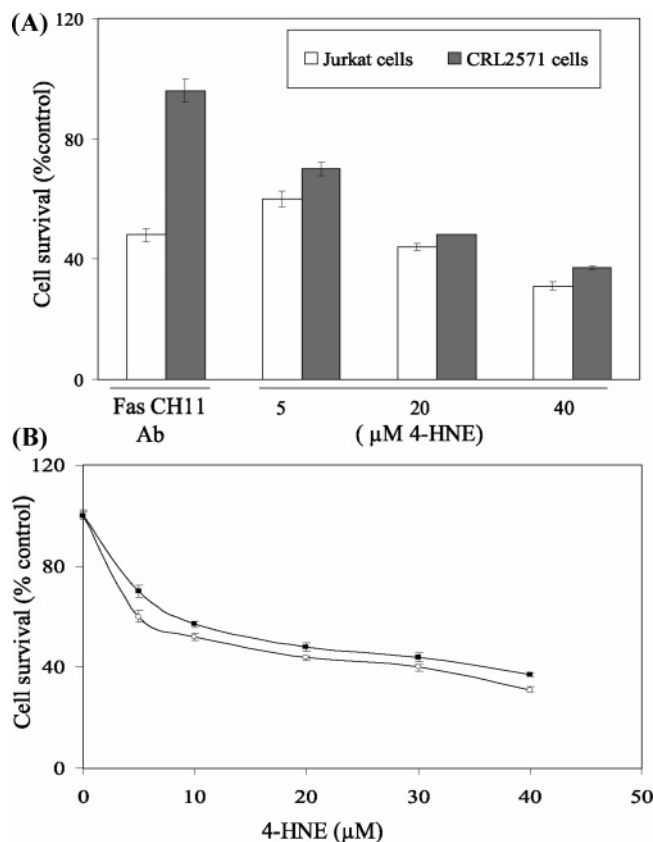 (A)
120
80
40
0
Cell survival (%control)
Jurkat cells CRL2571 cells
Fas CH11 5 20 40
Ab ( µM 4-HNE)
(B)
120
80
40
0
Cell survival (% control)
0 10 20 30 40 50
4-HNE (µM)